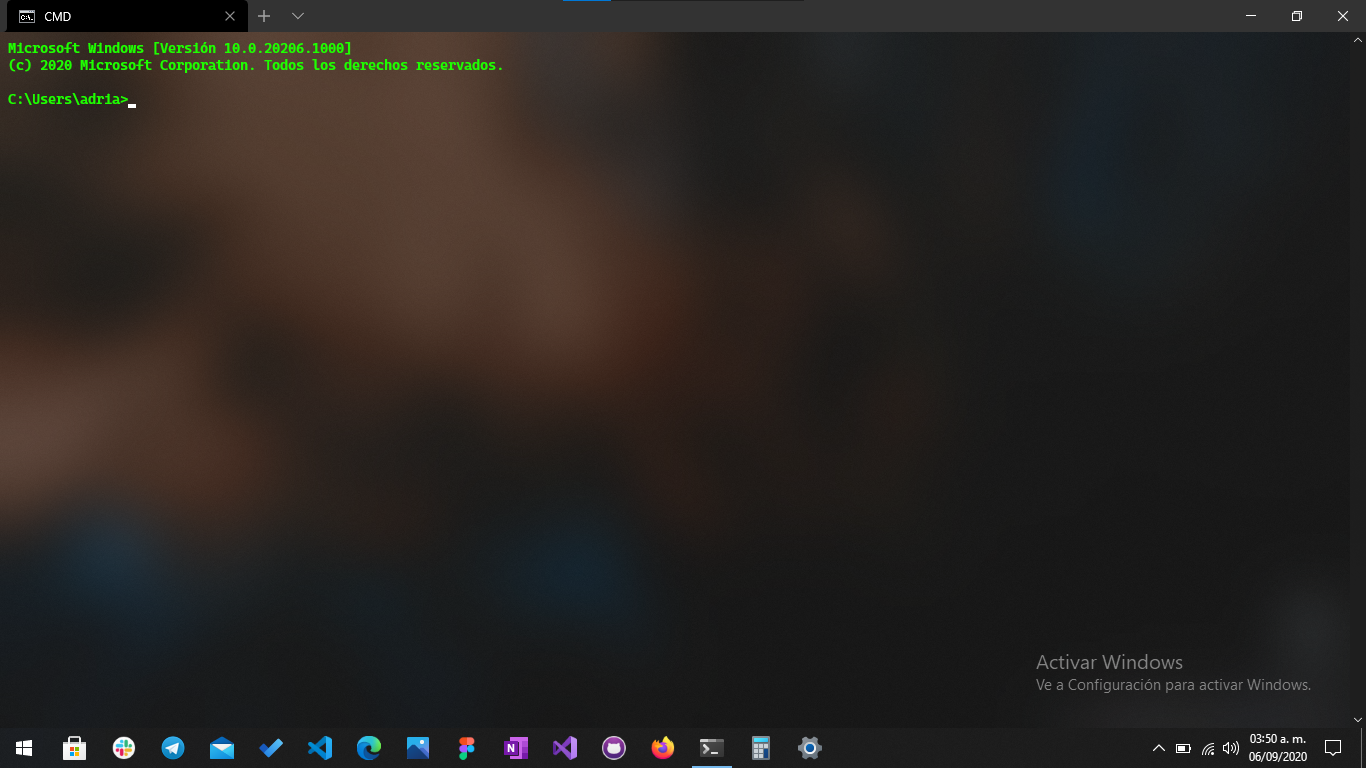 CMD
Microsoft Windows [Versión 10.0.20206.1000]
(c) 2020 Microsoft Corporation. Todos los derechos reservados.
C:\Users\adria>
Activar Windows
Ve a Configuración para activar Windows.
03:50 a. m.
06/09/2020